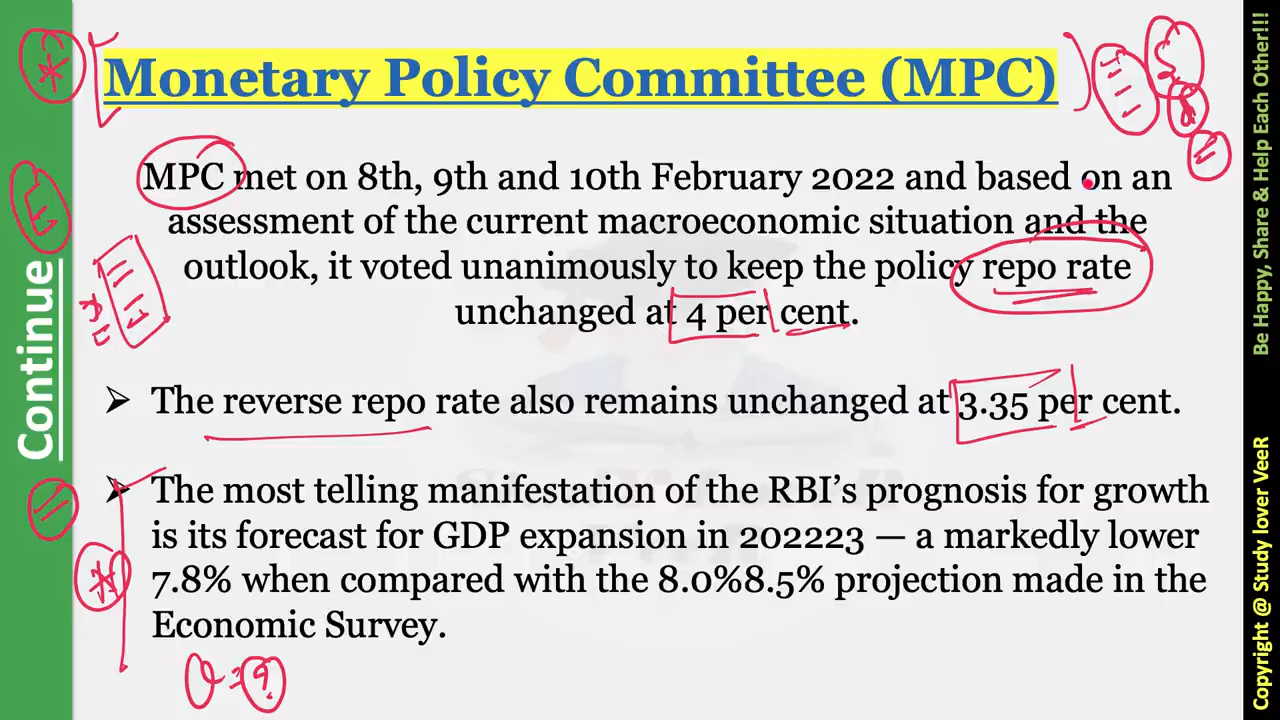 Monetary Policy Committee (MPC)
MPC met on 8th, 9th and 10th February 2022 and based on an
assessment of the current macroeconomic situation and the
outlook, it voted unanimously to keep the policy repo rate
unchanged at 4 per cent.
➢ The reverse repo rate also remains unchanged at 3.35 per cent.
➢ The most telling manifestation of the RBI's prognosis for growth
is its forecast for GDP expansion in 202223 — a markedly lower
7.8% when compared with the 8.0%8.5% projection made in the
Economic Survey.
Continue
Copyright @ Study lover VeeR
Be Happy, Share & Help Each Other!!!